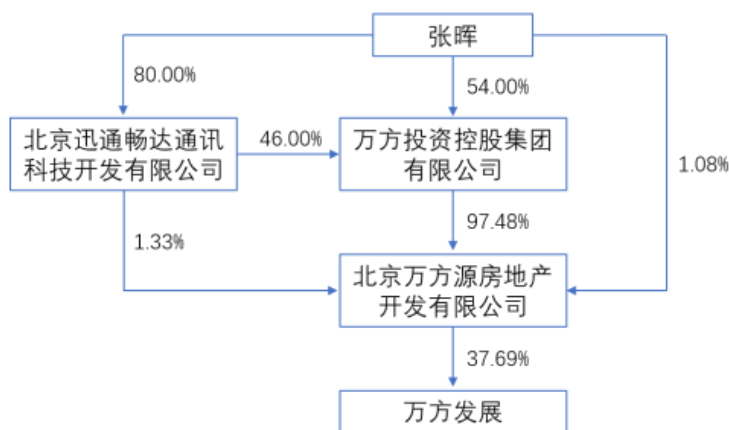 张晖
80.00%
54.00%
北京迅通畅达通讯
科技开发有限公司
46.00%
万方投资控股集团
有限公司
1.08%
97.48%
1.33%
北京万方源房地产
开发有限公司
37.69%
万方发展